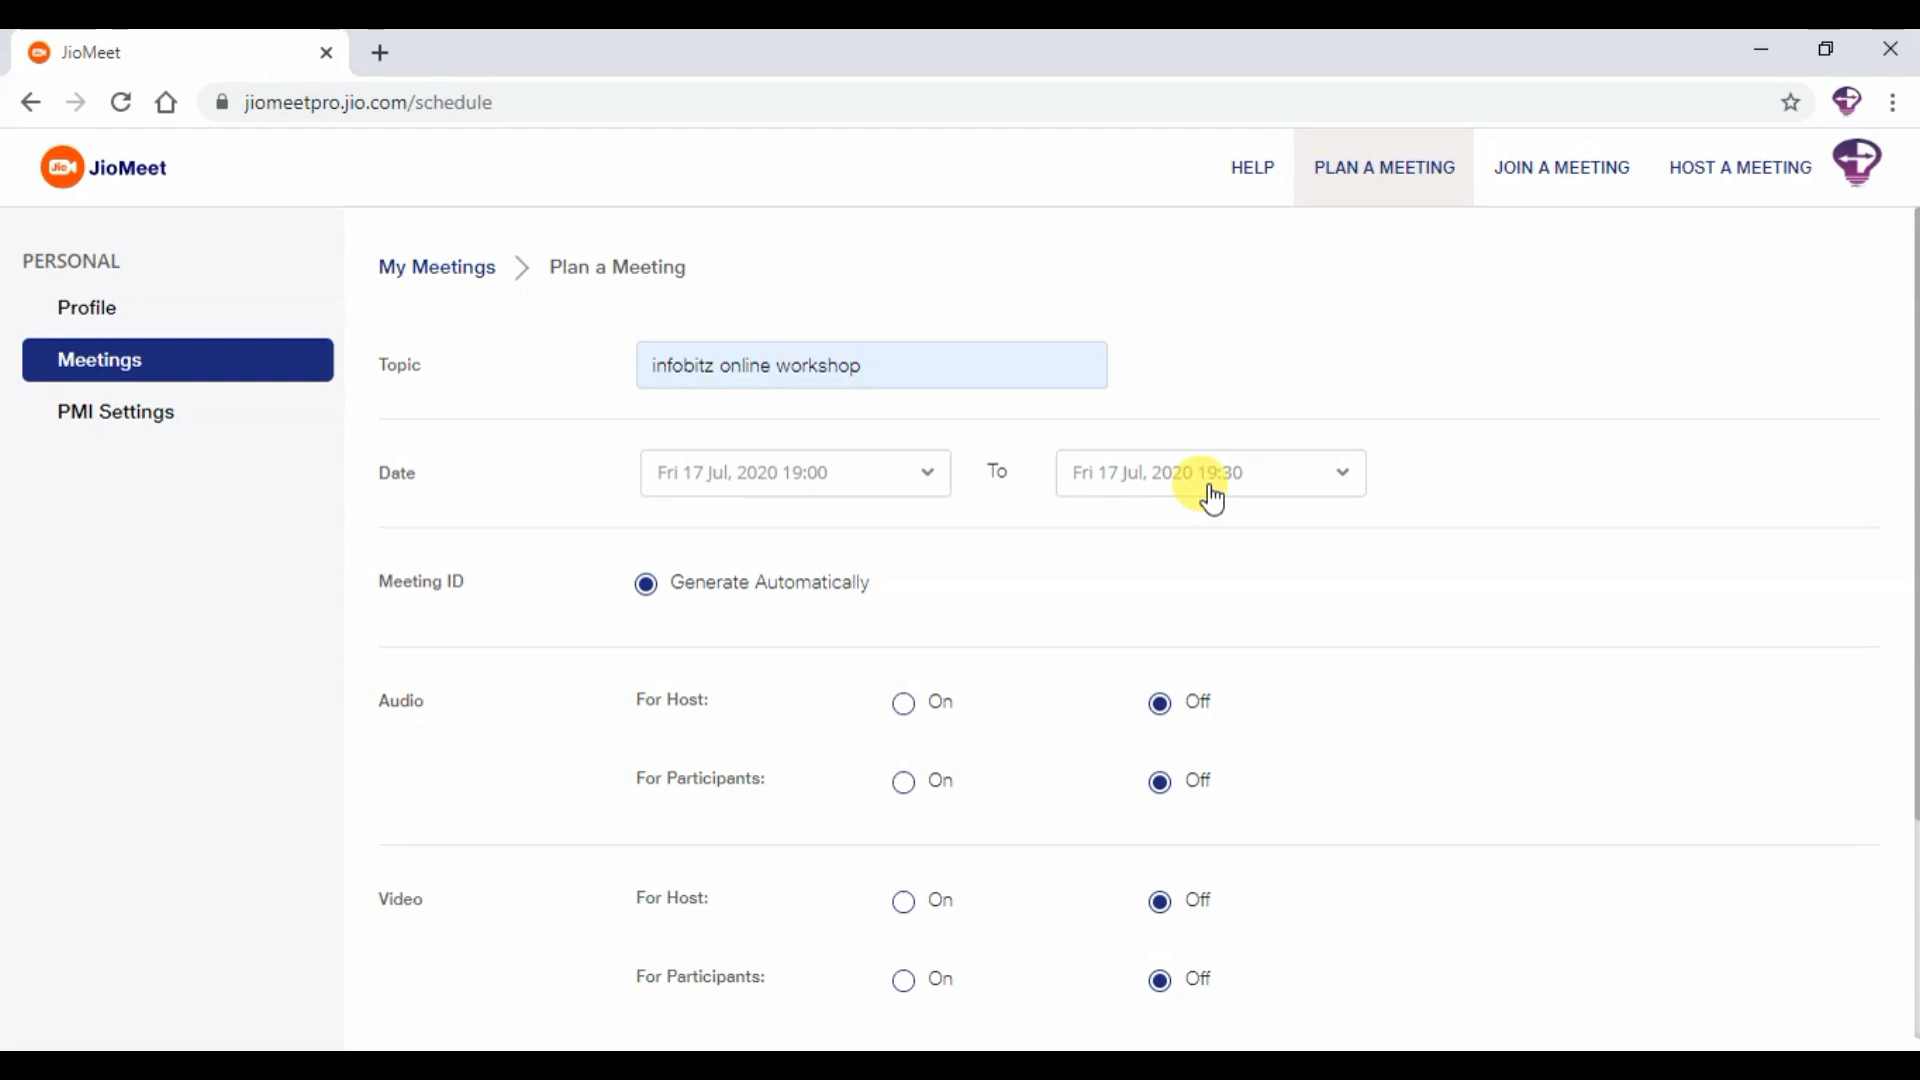 JioMeet
jiomeetpro.jio.com/schedule
Jio JioMeet
HELP PLAN A MEETING JOIN A MEETING HOST A MEETING
PERSONAL
Profile
Meetings
PMI Settings
My Meetings Plan a Meeting
Topic infobitz online workshop
Date Fri 17 Jul, 2020 19:00 To Fri 17 Jul, 2020 19:30
Meeting ID Generate Automatically
Audio For Host: On Off
For Participants: On Off
Video For Host: On Off
For Participants: On Off